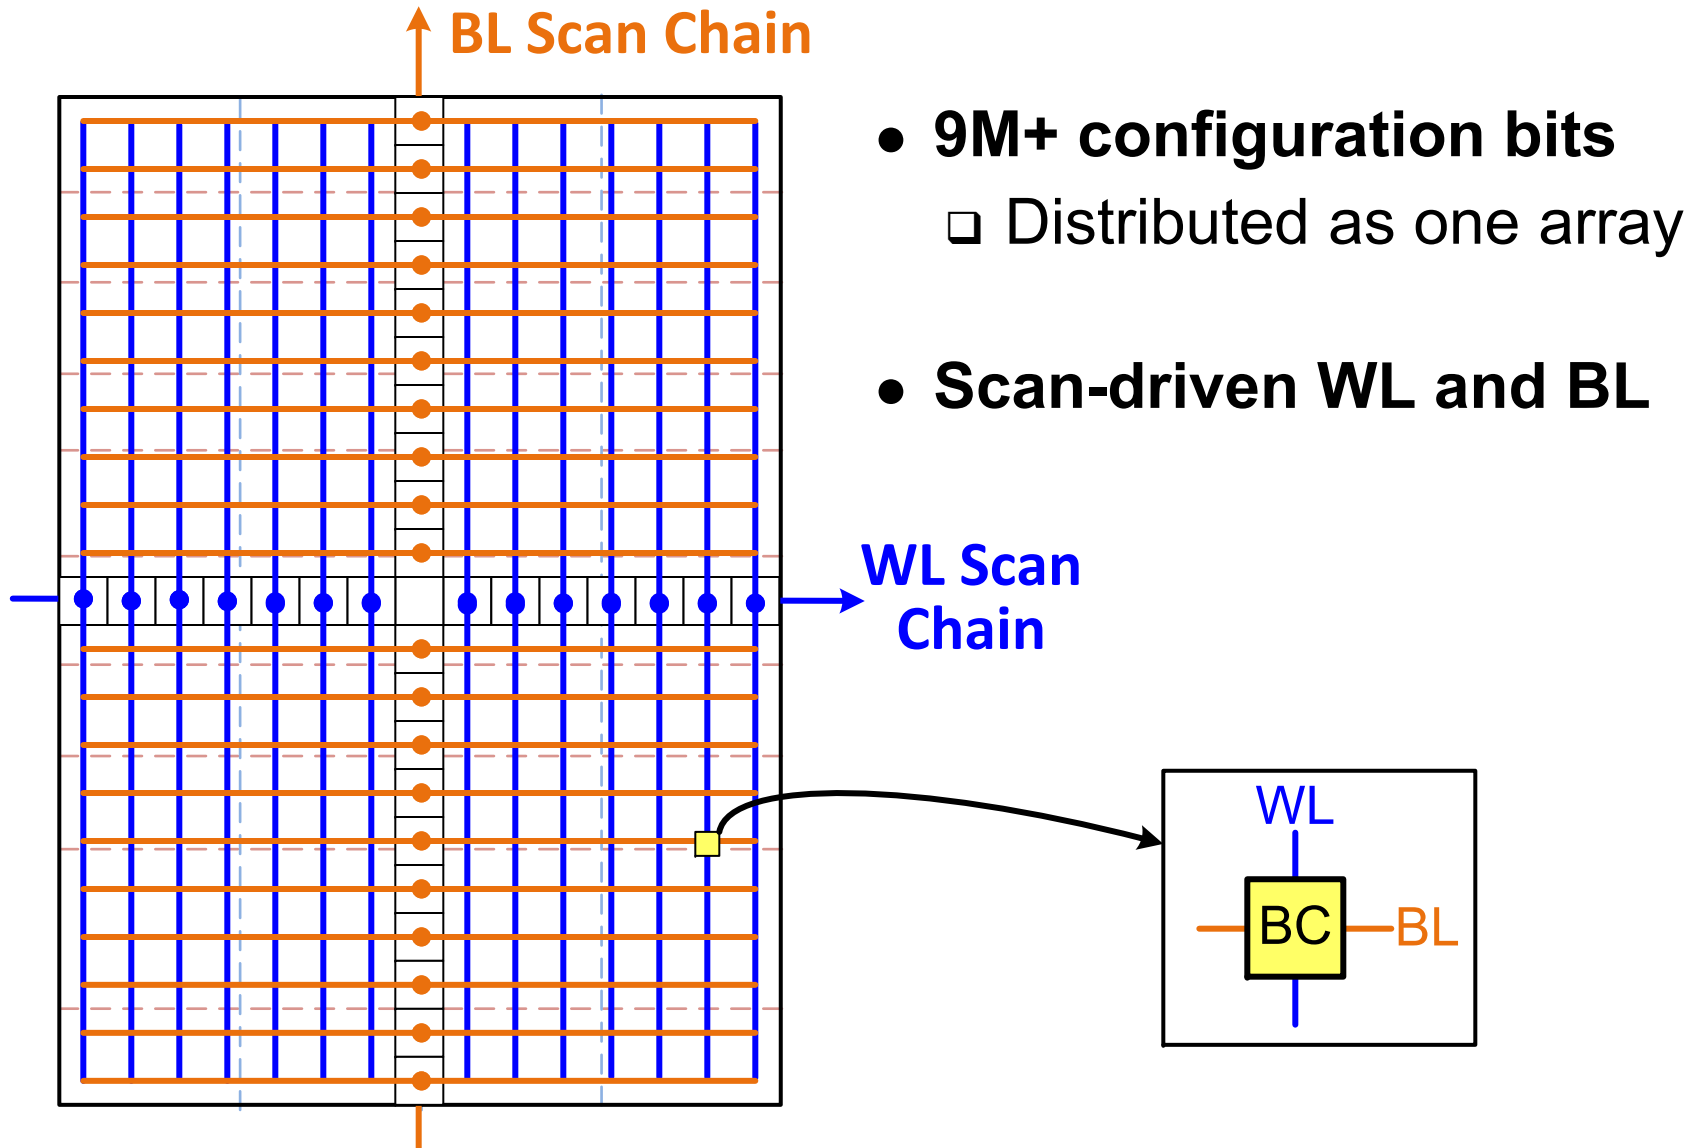 BL Scan Chain
● 9M+ configuration bits
❑ Distributed as one array
● Scan-driven WL and BL
WL Scan
Chain
WL
BC
BL